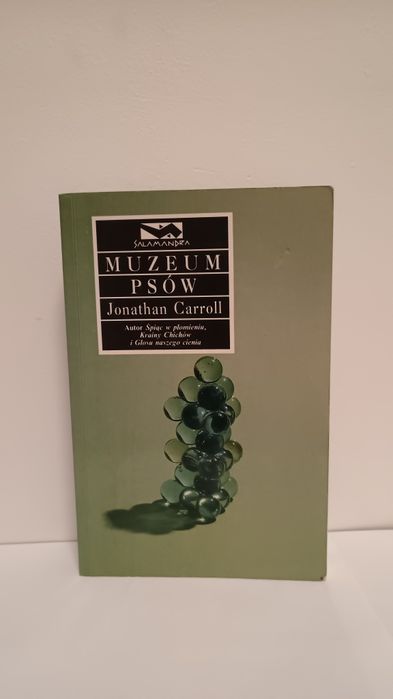 SALAMANDRA
MUZEUM
PSÓW
Jonathan Carroll
Autor Śpiąc w płomieniu,
Krainy Chichów
i Głosu naszego cienia